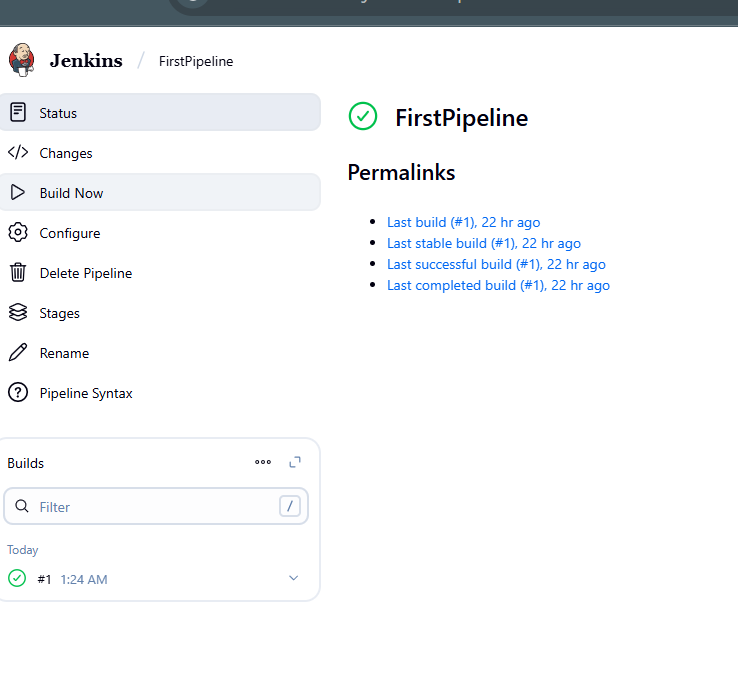 Jenkins / FirstPipeline
Status
Changes
Build Now
Configure
Delete Pipeline
Stages
Rename
Pipeline Syntax
Builds
Filter /
Today
#1 1:24 AM
FirstPipeline
Permalinks
Last build (#1), 22 hr ago
Last stable build (#1), 22 hr ago
Last successful build (#1), 22 hr ago
Last completed build (#1), 22 hr ago